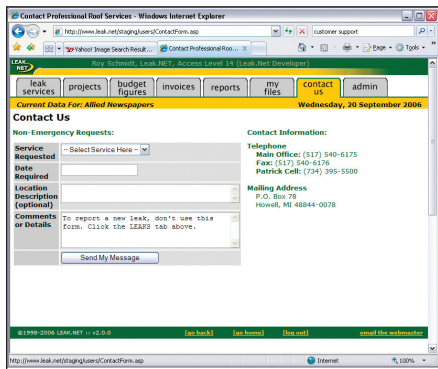 Contact Professional Roof Services - Windows Internet Explorer
http://www.leak.net/staging/users/ContactForm.asp
customer support
Yahoo! Image Search Result...
Contact Professional Roo...
Page
Tools
LEAK.
NET
Roy Schmidt, Leak.NET, Access Level 14 (Leak.Net Developer)
leak services
projects
budget figures
invoices
reports
my files
contact us
admin
Current Data For: Allied Newspapers
Wednesday, 20 September 2006
Contact Us
Non-Emergency Requests:
Contact Information:
Service Requested
-- Select Service Here --
Date Required
Location Description (optional)
Comments or Details
To report a new leak, don't use this
form. Click the LEAKS tab above.
Send My Message
Telephone
Main Office: (517) 540-6175
Fax: (517) 540-6176
Patrick Cell: (734) 395-5500
Mailing Address
P.O. Box 78
Howell, MI 48844-0078
©1998-2006 LEAK.NET :: v2.0.0
[go back]
[go home]
[log out]
email the webmaster
http://www.leak.net/staging/users/ContactForm.asp
Internet
100%